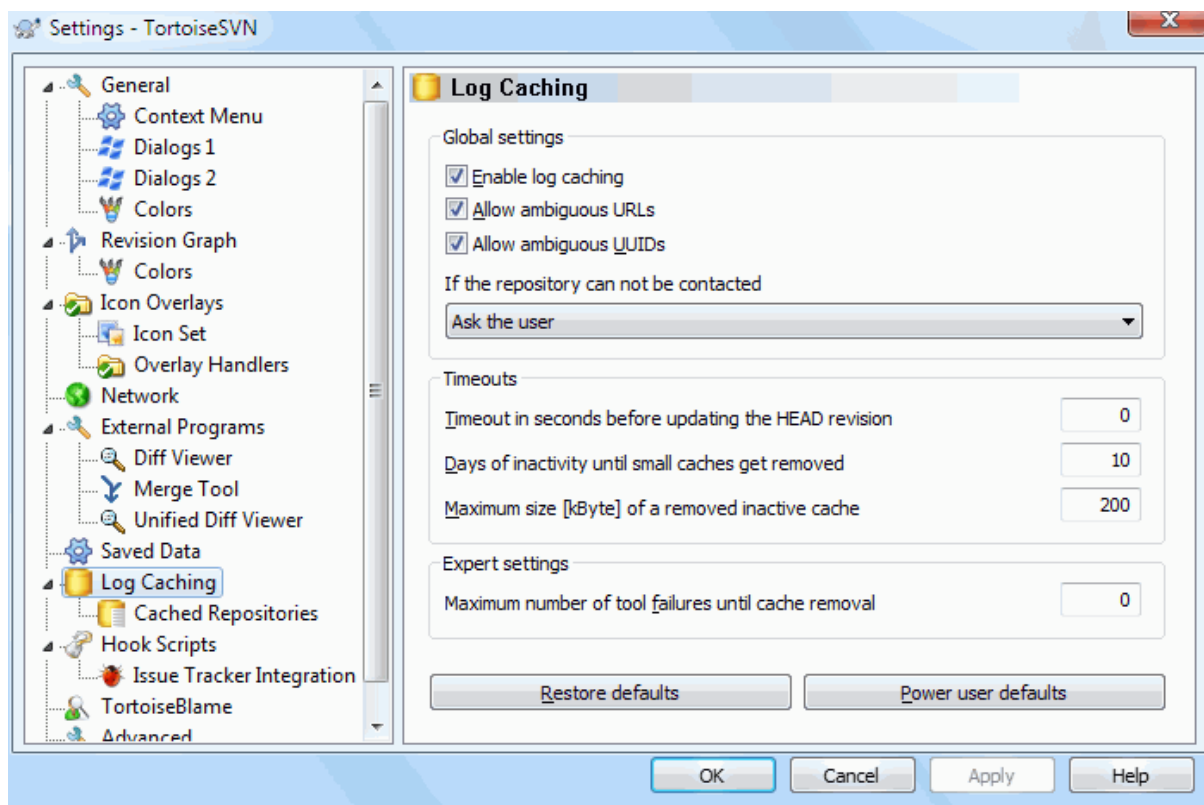 Settings - TortoiseSVN
General
Context Menu
Dialogs 1
Dialogs 2
Colors
Revision Graph
Colors
Icon Overlays
Icon Set
Overlay Handlers
Network
External Programs
Diff Viewer
Merge Tool
Unified Diff Viewer
Saved Data
Log Caching
Cached Repositories
Hook Scripts
Issue Tracker Integration
TortoiseBlame
Advanced
Log Caching
Global settings
Enable log caching
Allow ambiguous URLs
Allow ambiguous UUIDs
If the repository can not be contacted
Ask the user
Timeouts
Timeout in seconds before updating the HEAD revision 0
Days of inactivity until small caches get removed 10
Maximum size [kByte] of a removed inactive cache 200
Expert settings
Maximum number of tool failures until cache removal 0
Restore defaults Power user defaults
OK Cancel Apply Help